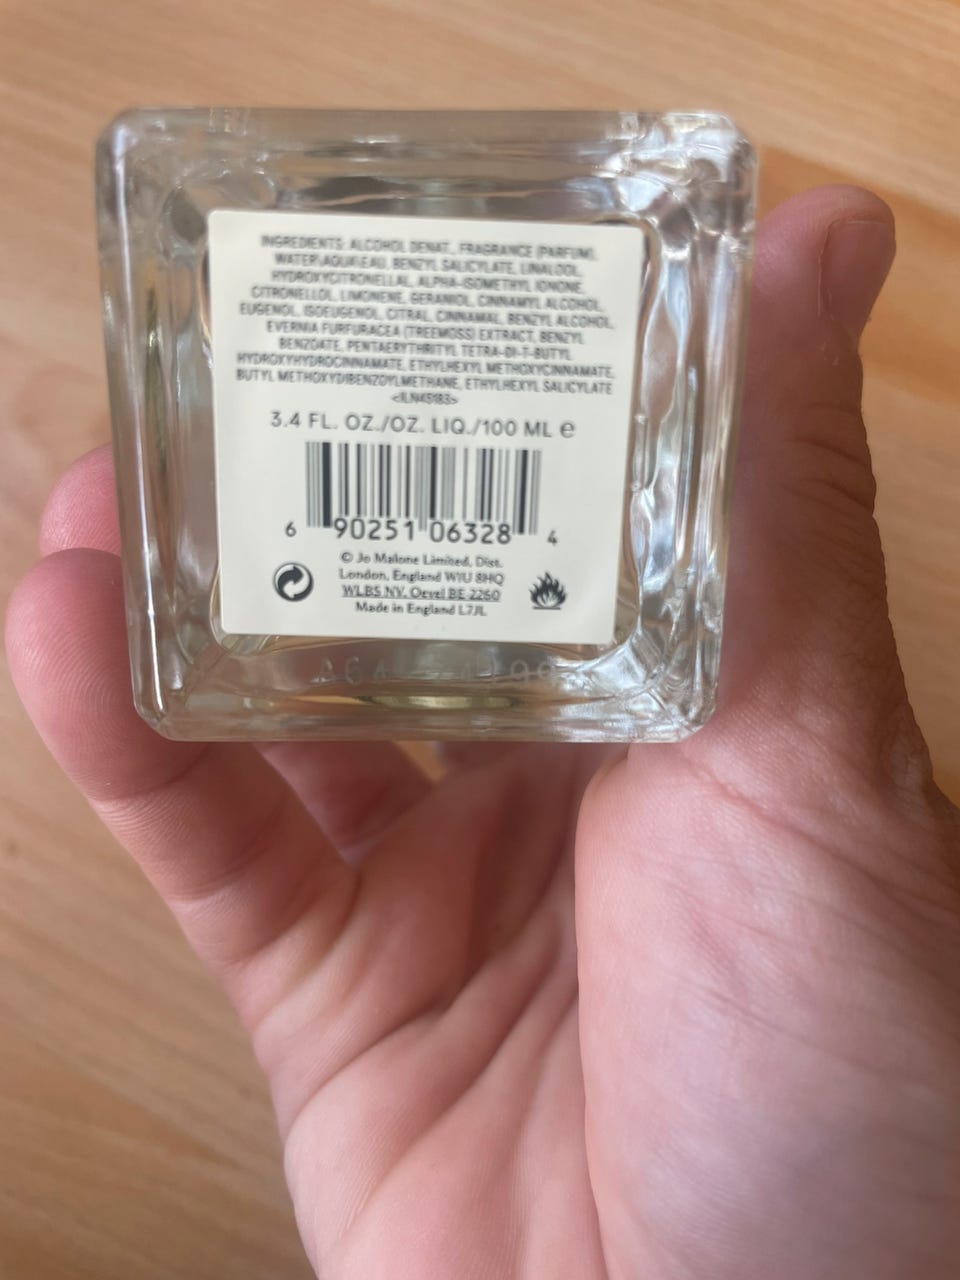 INGREDIENTS: ALCOHOL DENAT., FRAGRANCE (PARFUM),
WATER\AQUA\EAU, BENZYL SALICYLATE, LINALOOL,
HYDROXYCITRONELLAL, ALPHA-ISOMETHYL IONONE,
CITRONELLOL, LIMONENE, GERANIOL, CINNAMYL ALCOHOL,
EUGENOL, ISOEUGENOL, CITRAL, CINNAMAL, BENZYL ALCOHOL,
EVERNIA FURFURACEA (TREEMOSS) EXTRACT, BENZYL
BENZOATE, PENTAERYTHRITYL TETRA-DI-T-BUTYL
HYDROXYHYDROCINNAMATE, ETHYLHEXYL METHOXYCINNAMATE,
BUTYL METHOXYDIBENZOYLMETHANE, ETHYLHEXYL SALICYLATE
<ILN45183>
3.4 FL. OZ./OZ. LIQ./100 ML e
6 90251 06328 4
© Jo Malone Limited, Dist.
London, England W1U 8HQ
WLBS NV. Oevel BE 2260
Made in England L7JL